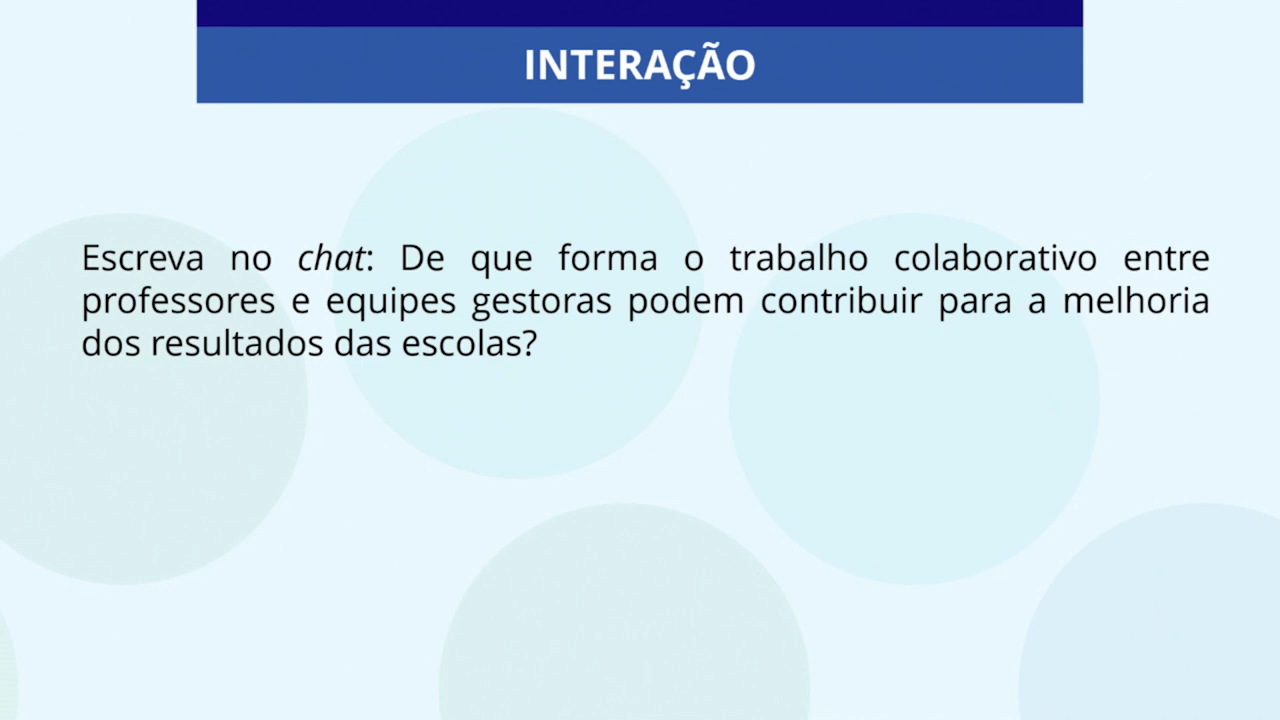 INTERAÇÃO
Escreva no chat: De que forma o trabalho colaborativo entre
professores e equipes gestoras podem contribuir para a melhoria
dos resultados das escolas?